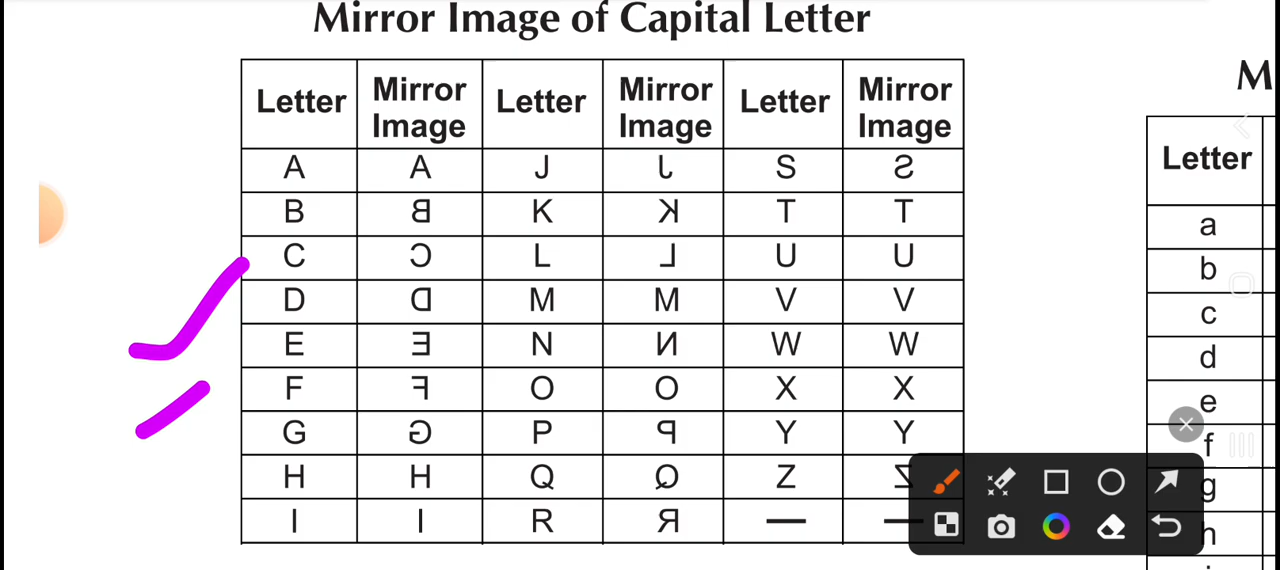 Mirror Image of Capital Letter
Letter Mirror Image Letter Mirror Image Letter Mirror Image
A A J J S S
B B K K T T
C C L L U U
D D M M V V
E E N N W W
F F O O X X
G G P P Y Y
H H Q Q Z Z
I I R R — —
M
Letter
a
b
c
d
e
f
g
h